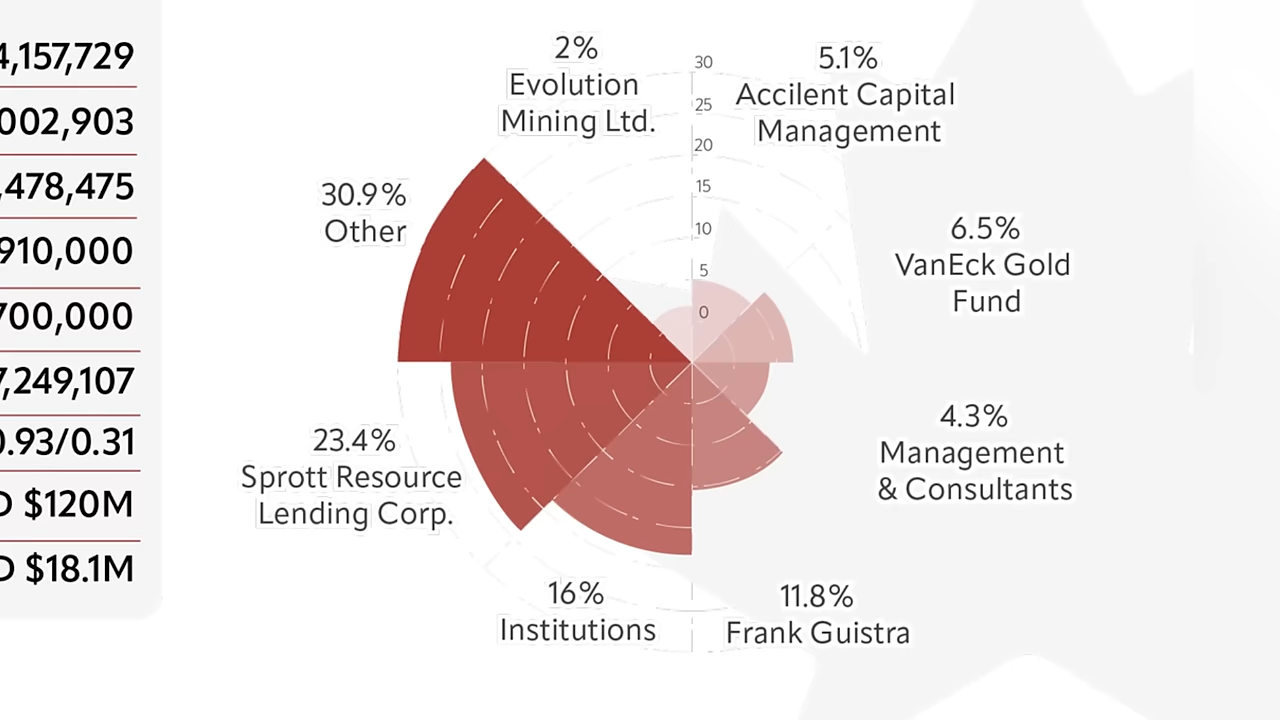 4,157,729
002,903
,478,475
910,000
700,000
7,249,107
0.93/0.31
D $120M
D $18.1M
2%
Evolution
Mining Ltd.
5.1%
Accilent Capital
Management
30.9%
Other
6.5%
VanEck Gold
Fund
23.4%
Sprott Resource
Lending Corp.
4.3%
Management
& Consultants
16%
Institutions
11.8%
Frank Guistra
30
25
20
15
10
5
0